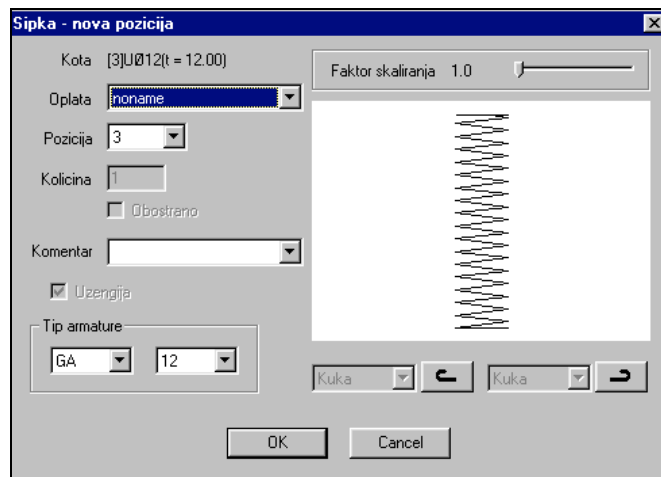 Sipka - nova pozicija
Kota [3]UØ12(t = 12.00)
Oplata noname
Pozicija 3
Kolicina 1
Obostrano
Komentar
Uzengija
Tip armature
GA 12
Faktor skaliranja 1.0
Kuka Kuka
OK Cancel